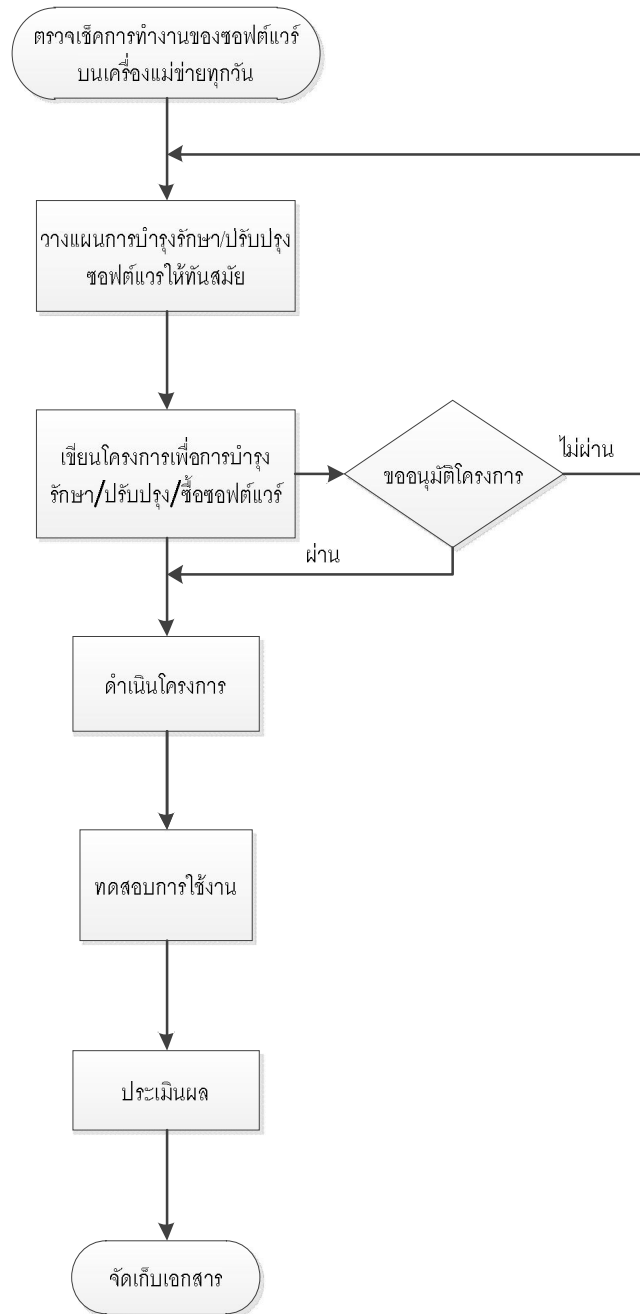 ตรวจเช็คการทำงานของซอฟต์แวร์
บนเครื่องแม่ข่ายทุกวัน
วางแผนการบำรุงรักษา/ปรับปรุง
ซอฟต์แวรให้ทันสมัย
เขียนโครงการเพื่อการบำรุง
รักษา/ปรับปรุง/ซื้อซอฟต์แวร์
ขออนุมัติโครงการ
ไม่ผ่าน
ผ่าน
ดำเนินโครงการ
ทดสอบการใช้งาน
ประเมินผล
จัดเก็บเอกสาร